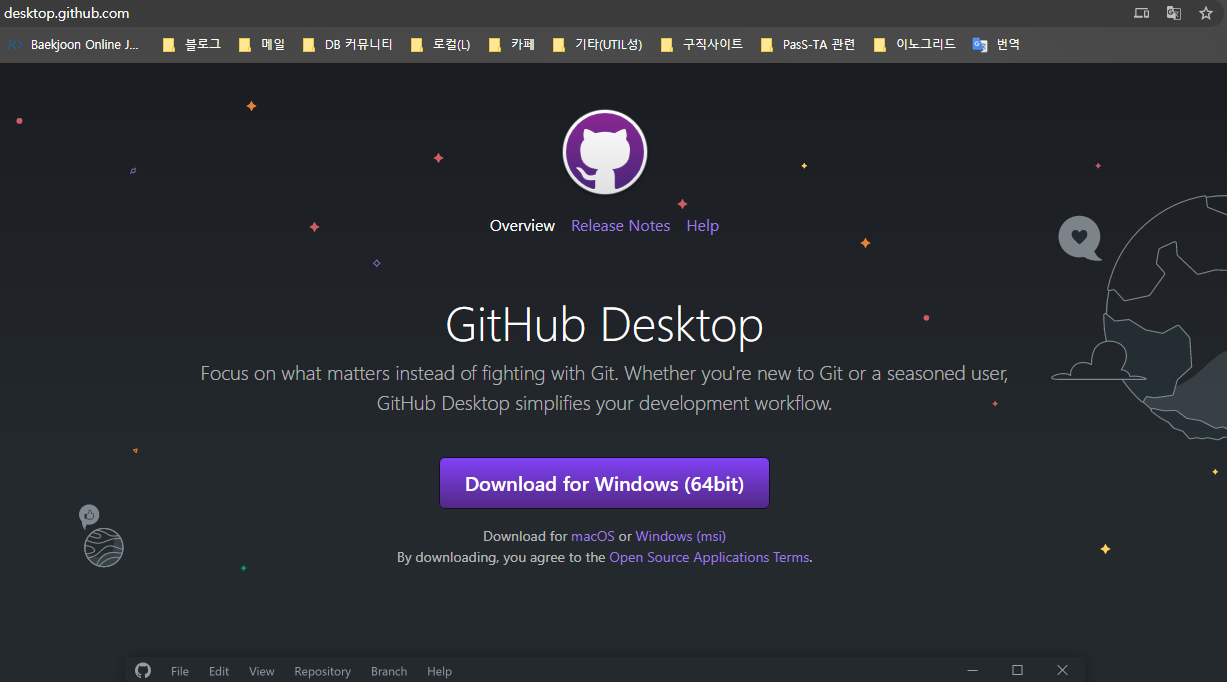 desktop.github.com
Baekjoon Online J... 블로그 메일 DB 커뮤니티 로컬(L) 카페 기타(UTIL성) 구직사이트 PasS-TA 관련 이노그리드 번역
Overview Release Notes Help
GitHub Desktop
Focus on what matters instead of fighting with Git. Whether you're new to Git or a seasoned user,
GitHub Desktop simplifies your development workflow.
Download for Windows (64bit)
Download for macOS or Windows (msi)
By downloading, you agree to the Open Source Applications Terms.
File Edit View Repository Branch Help